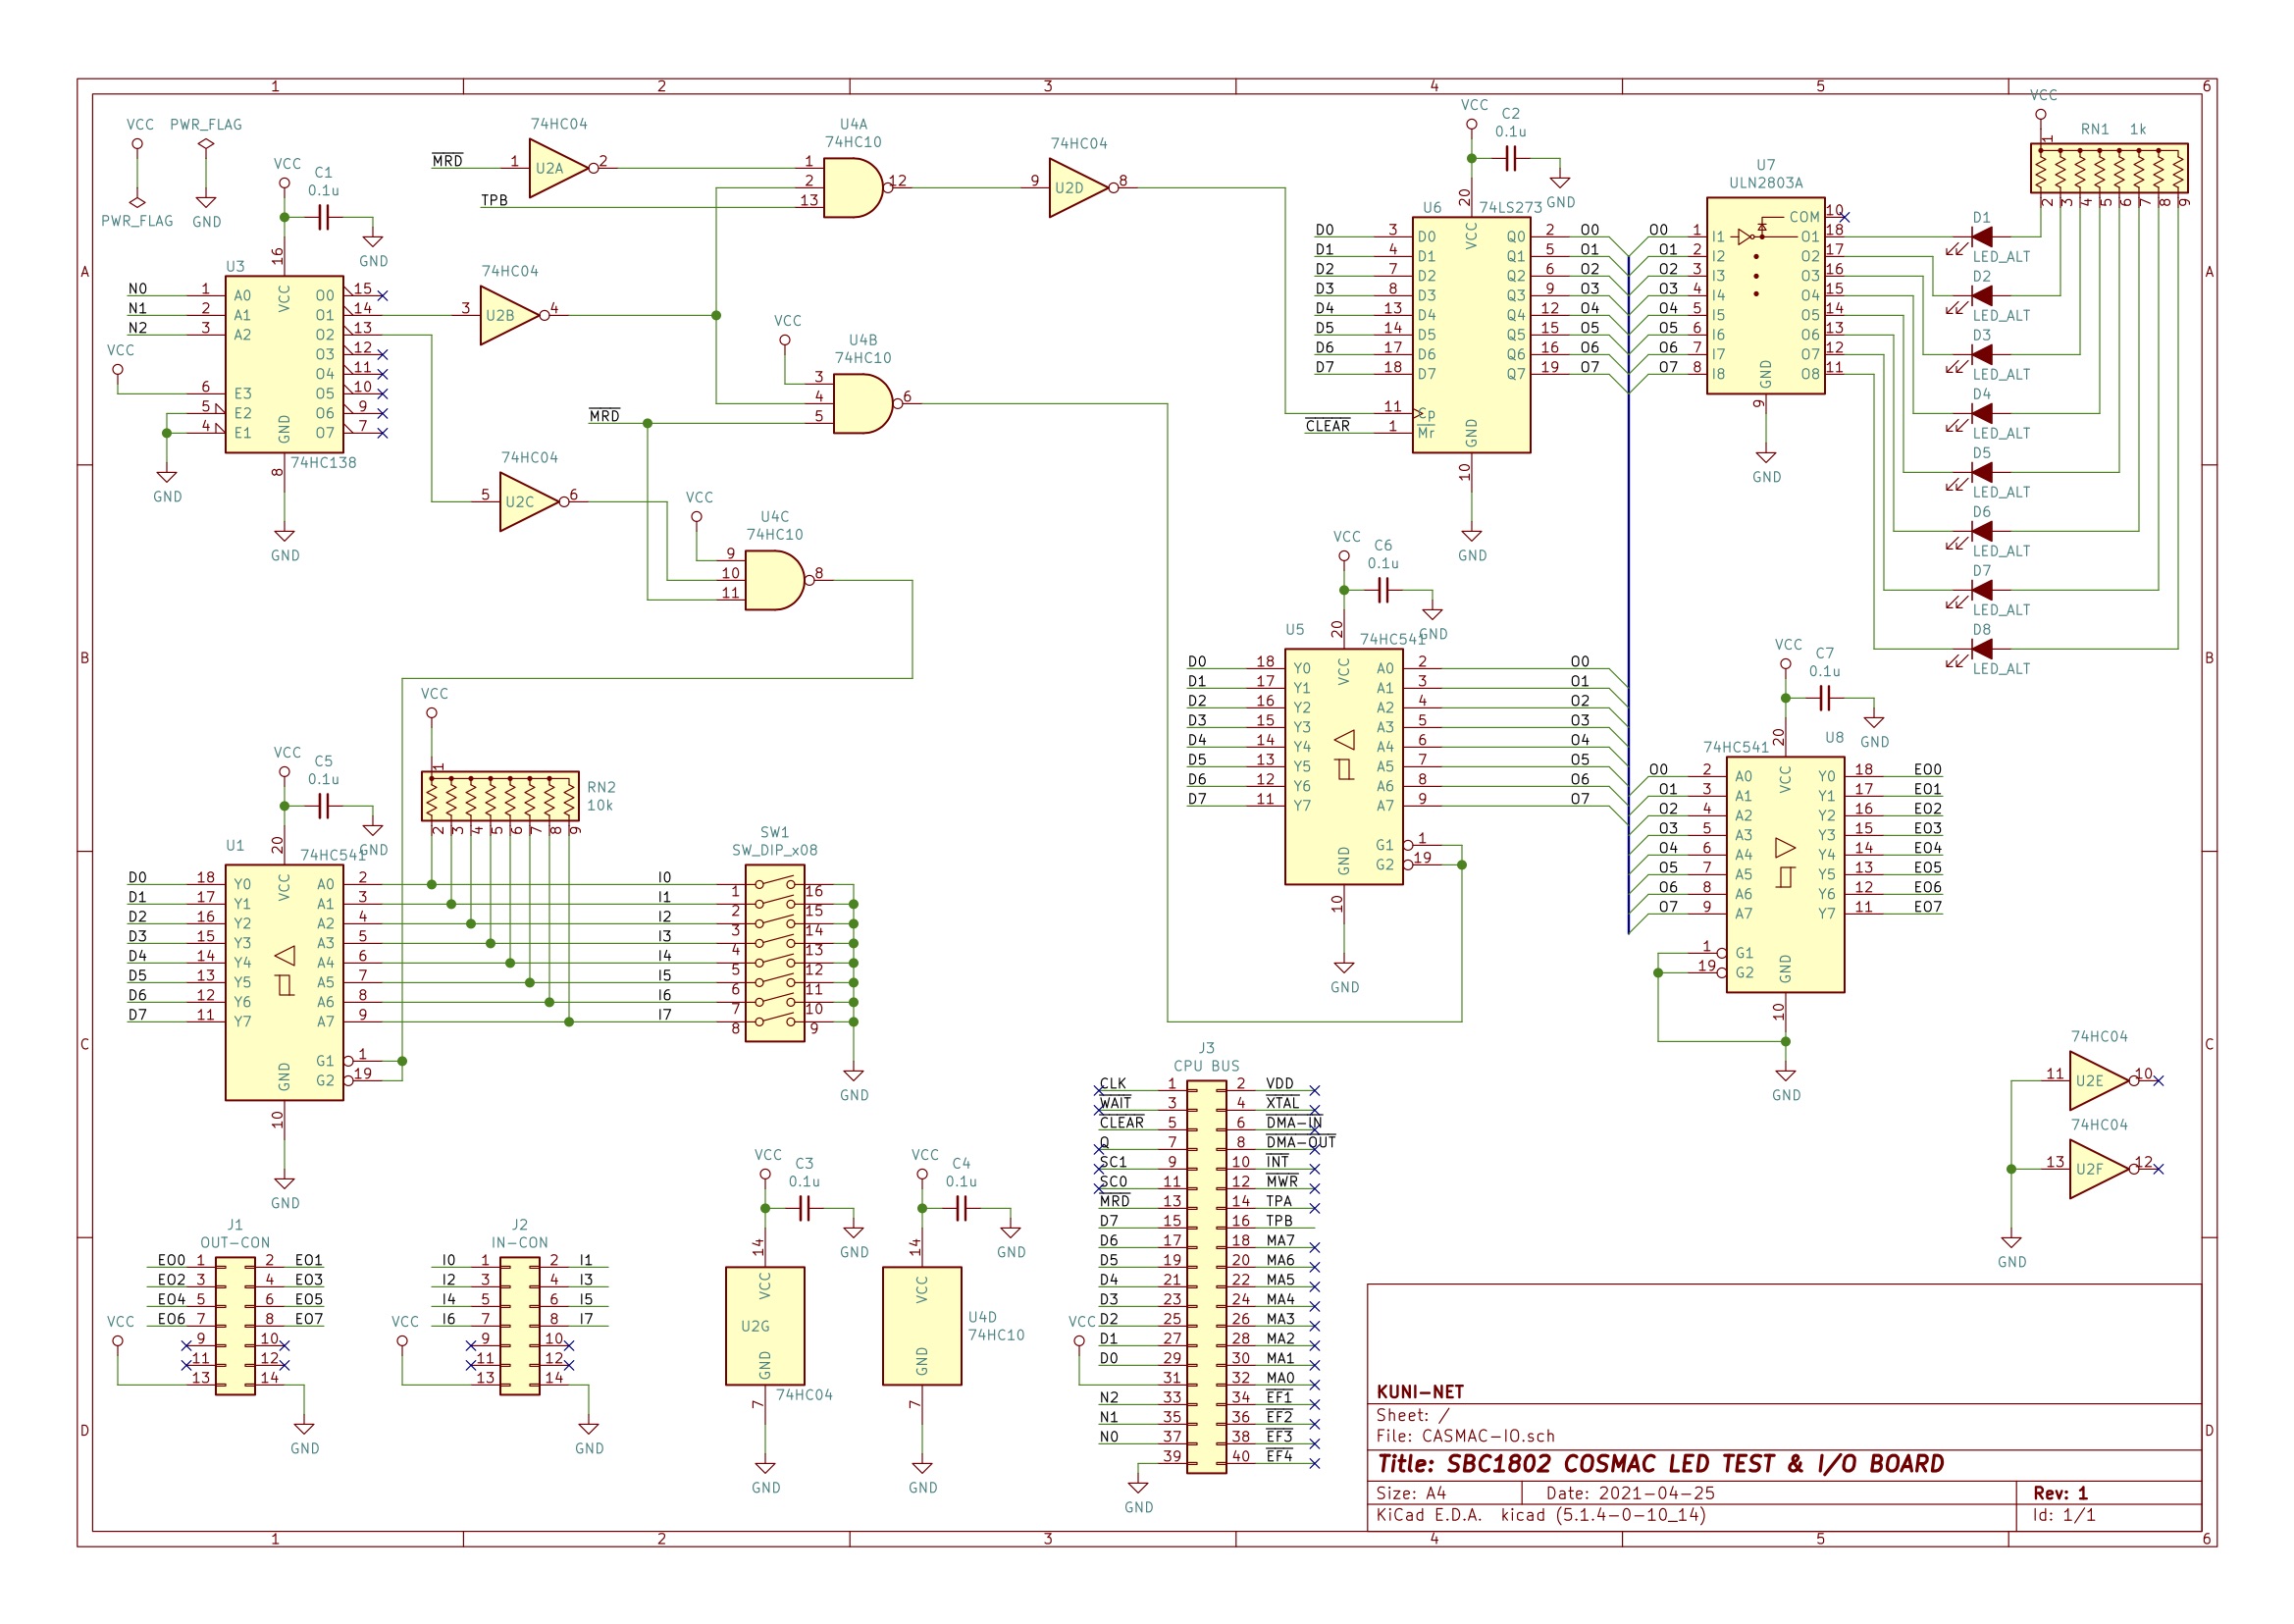 1 2 3 4 5 6
A B C D
VCC PWR_FLAG
PWR_FLAG GND
VCC C1 0.1u GND
U3 74HC138
N0 1 A0 O0 15
N1 2 A1 O1 14
N2 3 A2 O2 13
O3 12
O4 11
VCC 6 E3 O5 10
5 E2 O6 9
4 E1 O7 7
16 VCC
8 GND
GND
GND
MRD 1 74HC04 U2A 2
TPB
U4A
74HC10
1 2 13 12
74HC04
9 U2D 8
74HC04
3 U2B 4
VCC
U4B
74HC10
3 4 5 6
MRD
74HC04
5 U2C 6
VCC
U4C
74HC10
9 10 11 8
VCC C2 0.1u GND
U6 74LS273
20 VCC
D0 3 D0 Q0 2 O0
D1 4 D1 Q1 5 O1
D2 7 D2 Q2 6 O2
D3 8 D3 Q3 9 O3
D4 13 D4 Q4 12 O4
D5 14 D5 Q5 15 O5
D6 17 D6 Q6 16 O6
D7 18 D7 Q7 19 O7
11 Cp
CLEAR 1 Mr
GND 10
GND
U7
ULN2803A
COM 10
O0 1 I1 O1 18
O1 2 I2 O2 17
O2 3 I3 O3 16
O3 4 I4 O4 15
O4 5 I5 O5 14
O5 6 I6 O6 13
O6 7 I7 O7 12
O7 8 I8 O8 11
GND 9
GND
VCC
RN1 1k
1
2 3 4 5 6 7 8 9
D1
LED_ALT
D2
LED_ALT
D3
LED_ALT
D4
LED_ALT
D5
LED_ALT
D6
LED_ALT
D7
LED_ALT
D8
LED_ALT
VCC C6 0.1u GND
U5 74HC541
20 VCC
D0 18 Y0 A0 2 O0
D1 17 Y1 A1 3 O1
D2 16 Y2 A2 4 O2
D3 15 Y3 A3 5 O3
D4 14 Y4 A4 6 O4
D5 13 Y5 A5 7 O5
D6 12 Y6 A6 8 O6
D7 11 Y7 A7 9 O7
G1 1
G2 19
GND 10
GND
VCC C7 0.1u GND
74HC541 U8
20 VCC
O0 2 A0 Y0 18 EO0
O1 3 A1 Y1 17 EO1
O2 4 A2 Y2 16 EO2
O3 5 A3 Y3 15 EO3
O4 6 A4 Y4 14 EO4
O5 7 A5 Y5 13 EO5
O6 8 A6 Y6 12 EO6
O7 9 A7 Y7 11 EO7
1 G1
19 G2
GND 10
GND
VCC C5 0.1u GND
U1 74HC541
20 VCC
D0 18 Y0 A0 2 I0
D1 17 Y1 A1 3 I1
D2 16 Y2 A2 4 I2
D3 15 Y3 A3 5 I3
D4 14 Y4 A4 6 I4
D5 13 Y5 A5 7 I5
D6 12 Y6 A6 8 I6
D7 11 Y7 A7 9 I7
G1 1
G2 19
GND 10
GND
VCC
RN2
10k
1
2 3 4 5 6 7 8 9
SW1
SW_DIP_x08
1 16
2 15
3 14
4 13
5 12
6 11
7 10
8 9
GND
74HC04
11 U2E 10
74HC04
13 U2F 12
GND
J1
OUT-CON
EO0 1 2 EO1
EO2 3 4 EO3
EO4 5 6 EO5
EO6 7 8 EO7
VCC 9 10
11 12
13 14
GND
J2
IN-CON
I0 1 2 I1
I2 3 4 I3
I4 5 6 I5
I6 7 8 I7
VCC 9 10
11 12
13 14
GND
VCC C3 0.1u GND
14 VCC
U2G
GND
74HC04
7
GND
VCC C4 0.1u GND
14 VCC
U4D
74HC10
GND
7
GND
J3
CPU BUS
CLK 1 2 VDD
WAIT 3 4 XTAL
CLEAR 5 6 DMA-IN
Q 7 8 DMA-OUT
SC1 9 10 INT
SC0 11 12 MWR
MRD 13 14 TPA
D7 15 16 TPB
D6 17 18 MA7
D5 19 20 MA6
D4 21 22 MA5
D3 23 24 MA4
D2 25 26 MA3
D1 27 28 MA2
D0 29 30 MA1
VCC 31 32 MA0
N2 33 34 EF1
N1 35 36 EF2
N0 37 38 EF3
39 40 EF4
GND
KUNI-NET
Sheet: /
File: CASMAC-IO.sch
Title: SBC1802 COSMAC LED TEST & I/O BOARD
Size: A4 Date: 2021-04-25 Rev: 1
KiCad E.D.A. kicad (5.1.4-0-10_14) Id: 1/1
1 2 3 4 5 6
A B C D